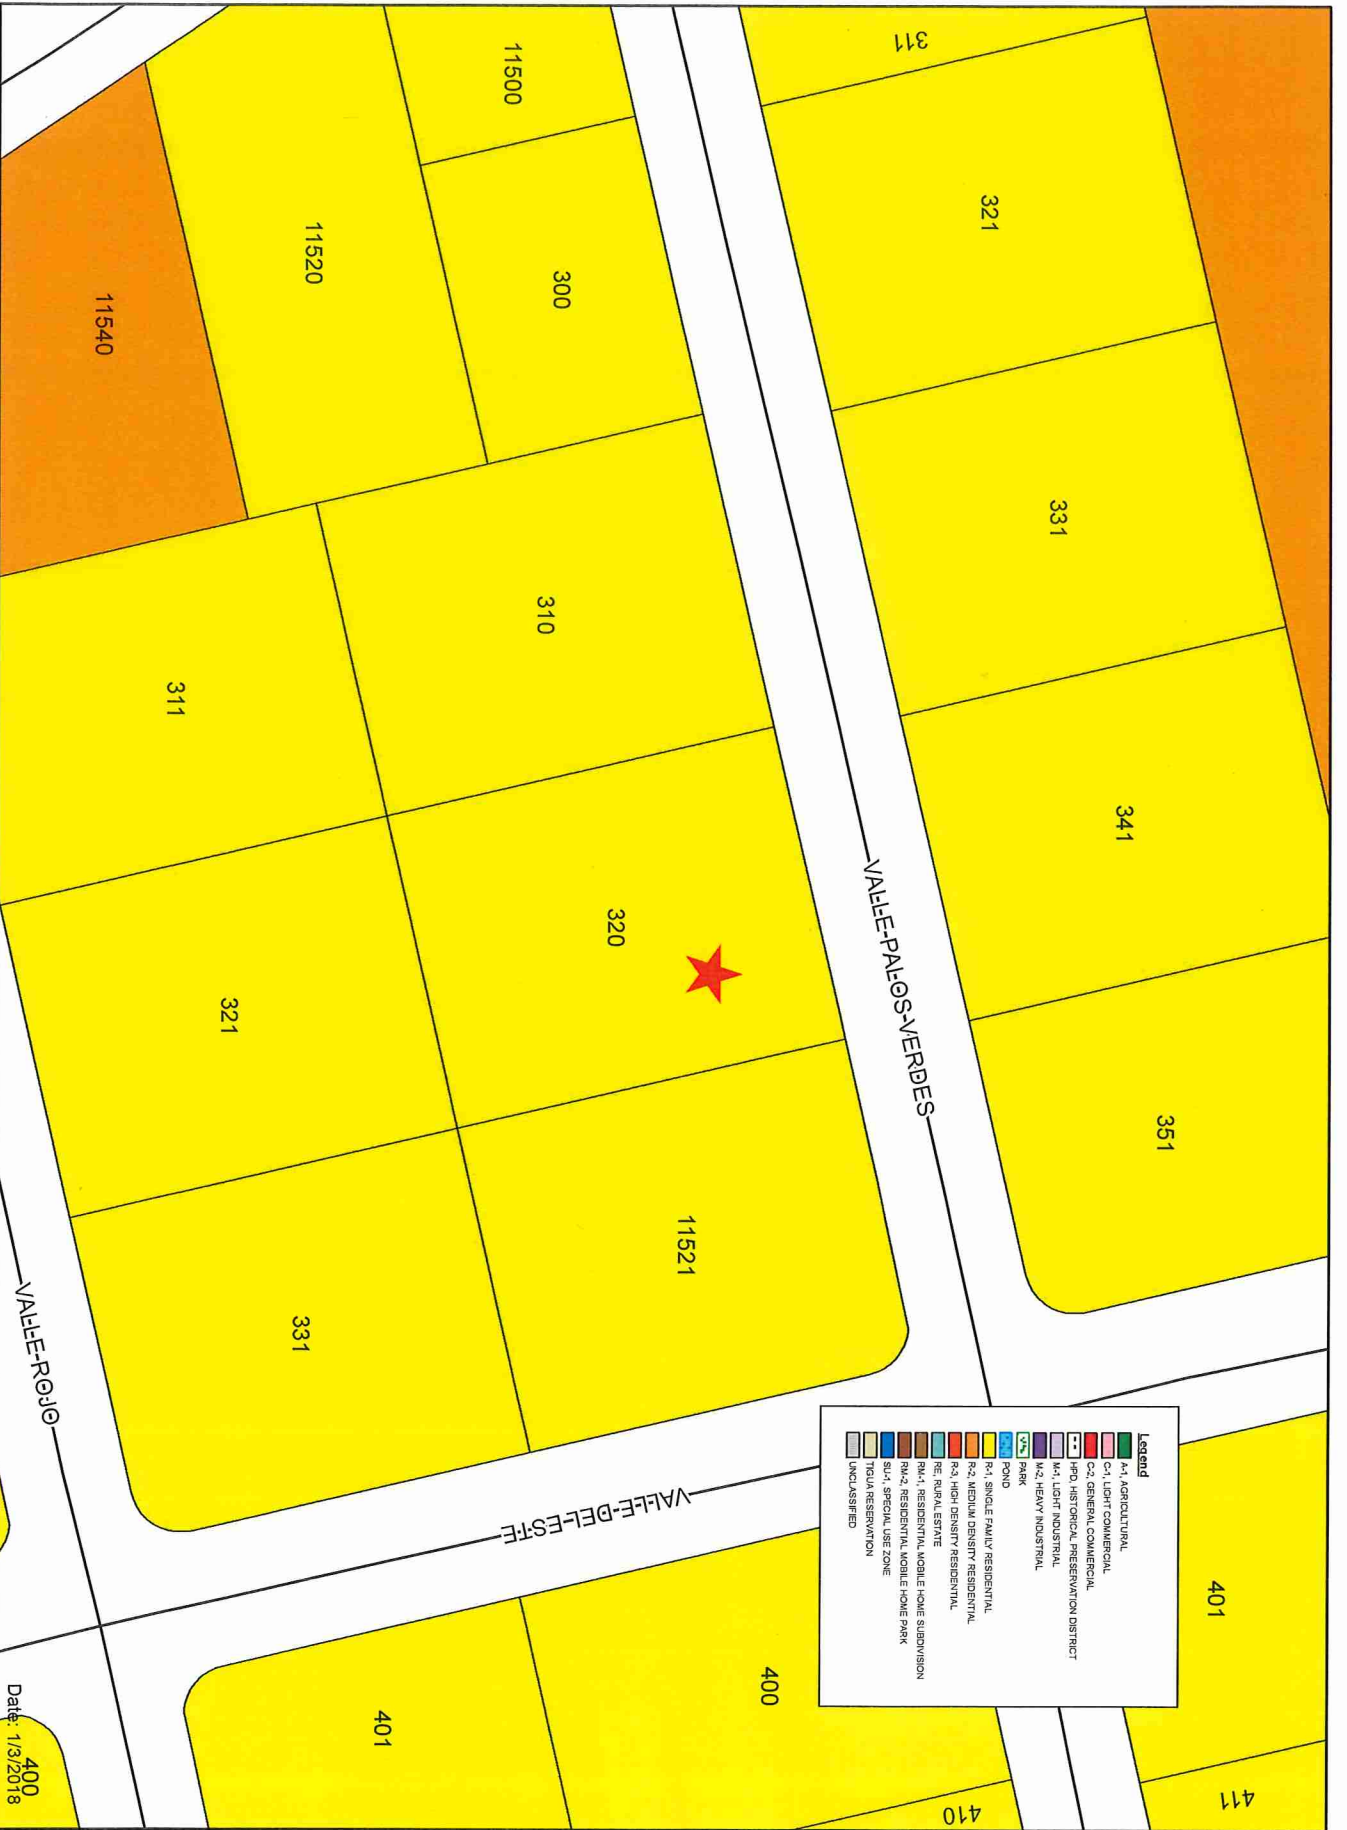 311
321
331
341
351
11500
300
11520
11540
310
311
320
321
11521
331
VALLE PALOS VERDES
VALLE DEL ESTE
VALLE ROJO
401
411
400
410
401
400
Legend
A-1, AGRICULTURAL
C-1, LIGHT COMMERCIAL
C-2, GENERAL COMMERCIAL
HPD, HISTORICAL PRESERVATION DISTRICT
M-1, LIGHT INDUSTRIAL
M-2, HEAVY INDUSTRIAL
PARK
POND
R-1, SINGLE FAMILY RESIDENTIAL
R-2, MEDIUM DENSITY RESIDENTIAL
R-3, HIGH DENSITY RESIDENTIAL
RE, RURAL ESTATE
RM-1, RESIDENTIAL MOBILE HOME SUBDIVISION
RM-2, RESIDENTIAL MOBILE HOME PARK
SU-1, SPECIAL USE ZONE
TIGUA RESERVATION
UNCLASSIFIED
Date: 1/3/2018